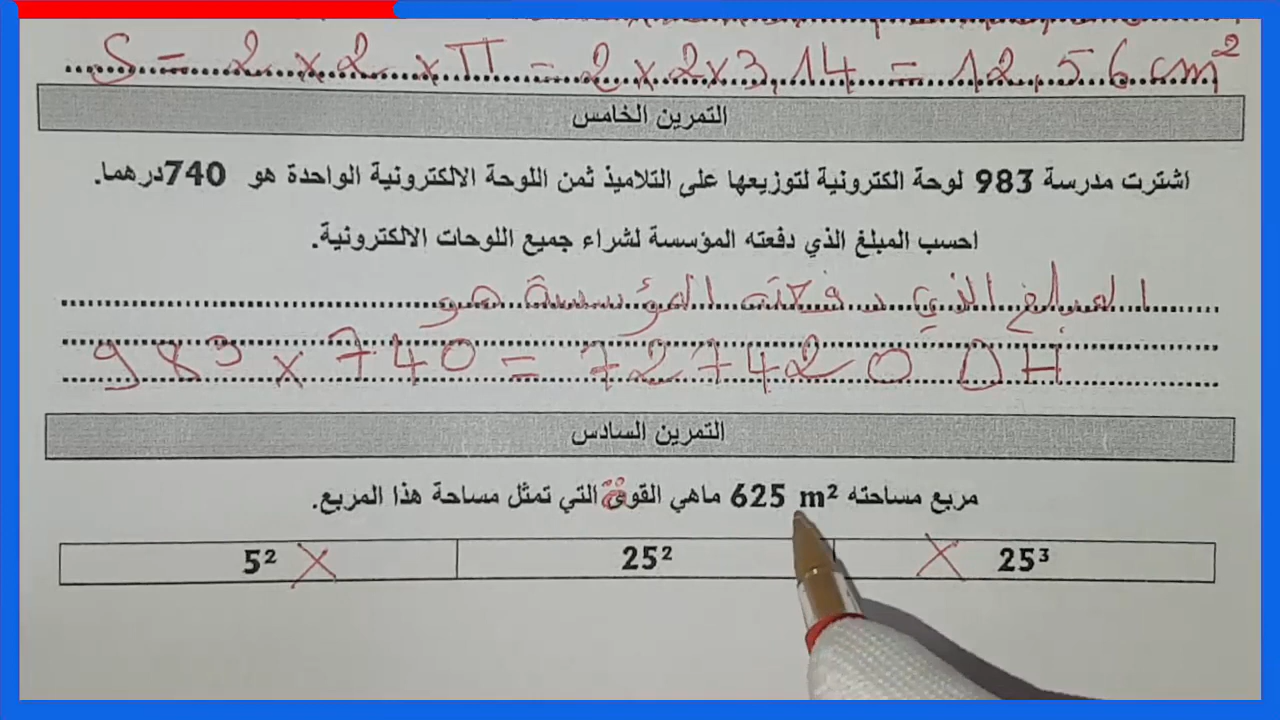 S = 2 × 2 × π = 2 × 2 × 3,14 = 12,56 cm²
التمرين الخامس
اشترت مدرسة 983 لوحة الكترونية لتوزيعها على التلاميذ ثمن اللوحة الالكترونية الواحدة هو 740درهما.
احسب المبلغ الذي دفعته المؤسسة لشراء جميع اللوحات الالكترونية.
المبلغ الذي دفعته المؤسسة هو
983 × 740 = 727420 DH
التمرين السادس
مربع مساحته 625 m² ماهي القوة التي تمثل مساحة هذا المربع.
5² × 25² × 25³